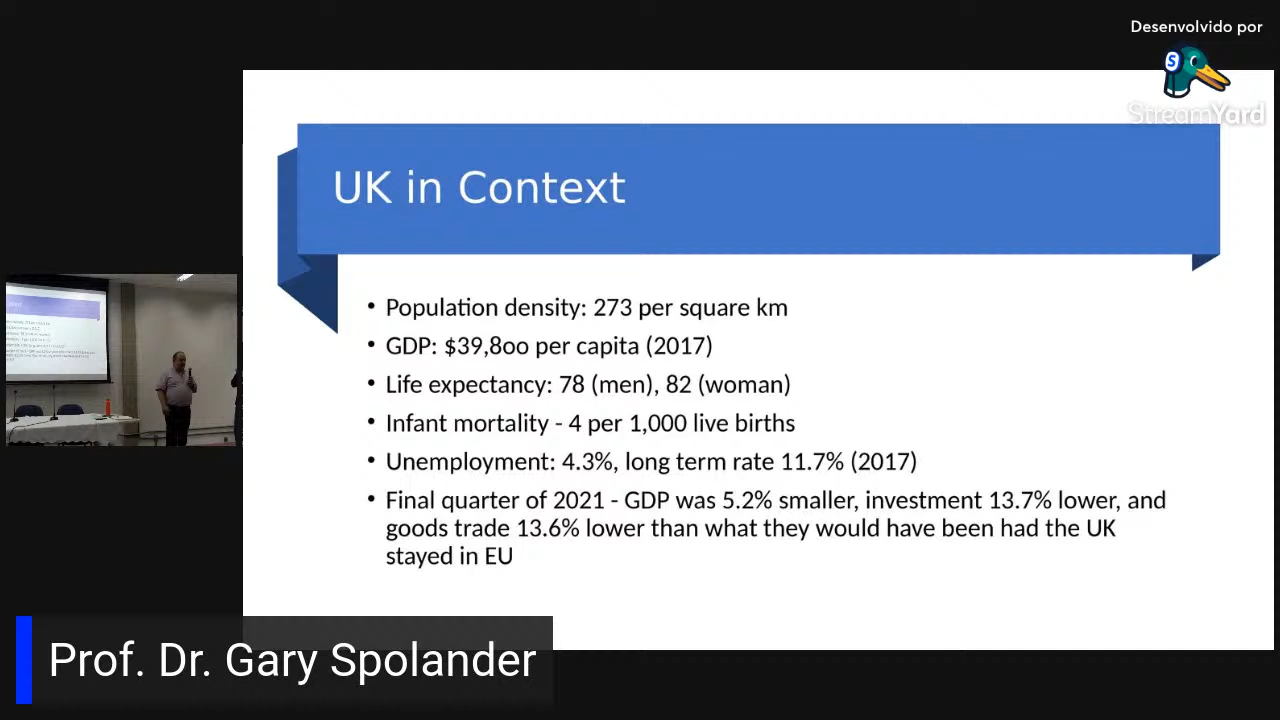 Desenvolvido por
StreamYard
UK in Context
• Population density: 273 per square km
• GDP: $39,8oo per capita (2017)
• Life expectancy: 78 (men), 82 (woman)
• Infant mortality - 4 per 1,000 live births
• Unemployment: 4.3%, long term rate 11.7% (2017)
• Final quarter of 2021 - GDP was 5.2% smaller, investment 13.7% lower, and
goods trade 13.6% lower than what they would have been had the UK
stayed in EU
Prof. Dr. Gary Spolander